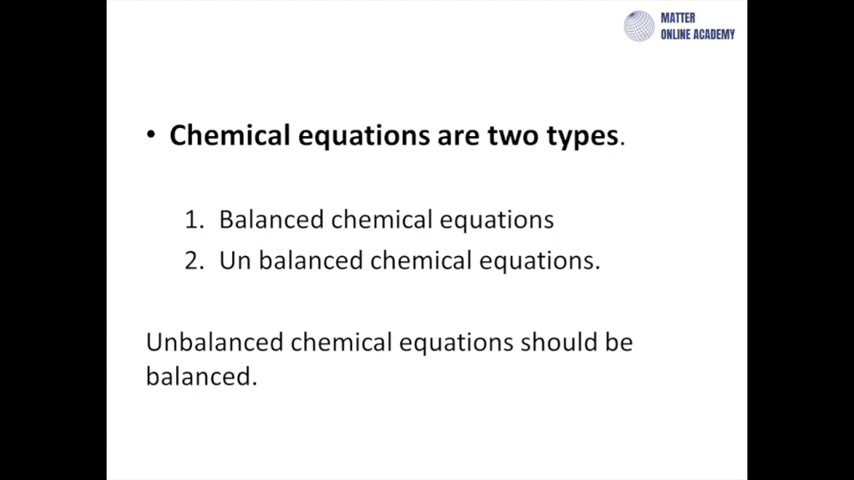 MATTER
ONLINE ACADEMY
• Chemical equations are two types.
1. Balanced chemical equations
2. Un balanced chemical equations.
Unbalanced chemical equations should be
balanced.